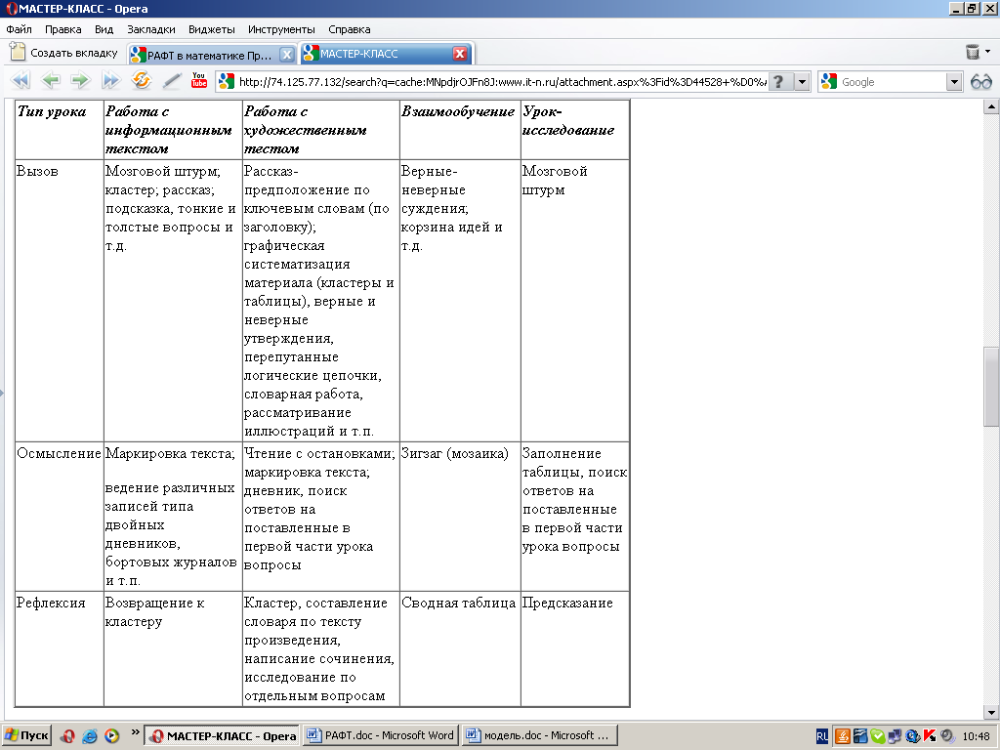 МАСТЕР-КЛАСС - Opera
Файл Правка Вид Закладки Виджеты Инструменты Справка
Создать вкладку РАФТ в математике Пр... МАСТЕР-КЛАСС
You Tube http://74.125.77.132/search?q=cache:MNpdjrOJFn8J:www.it-n.ru/attachment.aspx%3Fid%3D44528+%D0%/ ? Google
Тип урока
Работа с
информационным
текстом
Работа с
художественным
тестом
Взаимообучение
Урок-
исследование
Вызов
Мозговой штурм;
кластер; рассказ;
подсказка, тонкие и
толстые вопросы и
т.д.
Рассказ-
предположение по
ключевым словам (по
заголовку);
графическая
систематизация
материала (кластеры и
таблицы), верные и
неверные
утверждения,
перепутанные
логические цепочки,
словарная работа,
рассматривание
иллюстраций и т.п.
Верные-
неверные
суждения;
корзина идей и
т.д.
Мозговой
штурм
Осмысление
Маркировка текста;
ведение различных
записей типа
двойных
дневников,
бортовых журналов
и т.п.
Чтение с остановками;
маркировка текста;
дневник, поиск
ответов на
поставленные в
первой части урока
вопросы
Зигзаг (мозаика)
Заполнение
таблицы, поиск
ответов на
поставленные
в первой части
урока вопросы
Рефлексия
Возвращение к
кластеру
Кластер, составление
словаря по тексту
произведения,
написание сочинения,
исследование по
отдельным вопросам
Сводная таблица
Предсказание
Пуск » МАСТЕР-КЛАСС - Opera РАФТ.doc - Microsoft Word модель.doc - Microsoft ... RL 10:48